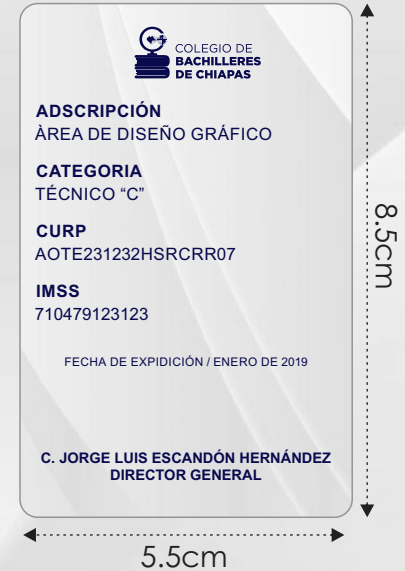 COLEGIO DE
BACHILLERES
DE CHIAPAS
ADSCRIPCIÓN
ÀREA DE DISEÑO GRÁFICO
CATEGORIA
TÉCNICO “C”
CURP
AOTE231232HSRCRR07
IMSS
710479123123
FECHA DE EXPIDICIÓN / ENERO DE 2019
C. JORGE LUIS ESCANDÓN HERNÁNDEZ
DIRECTOR GENERAL
8.5cm
5.5cm